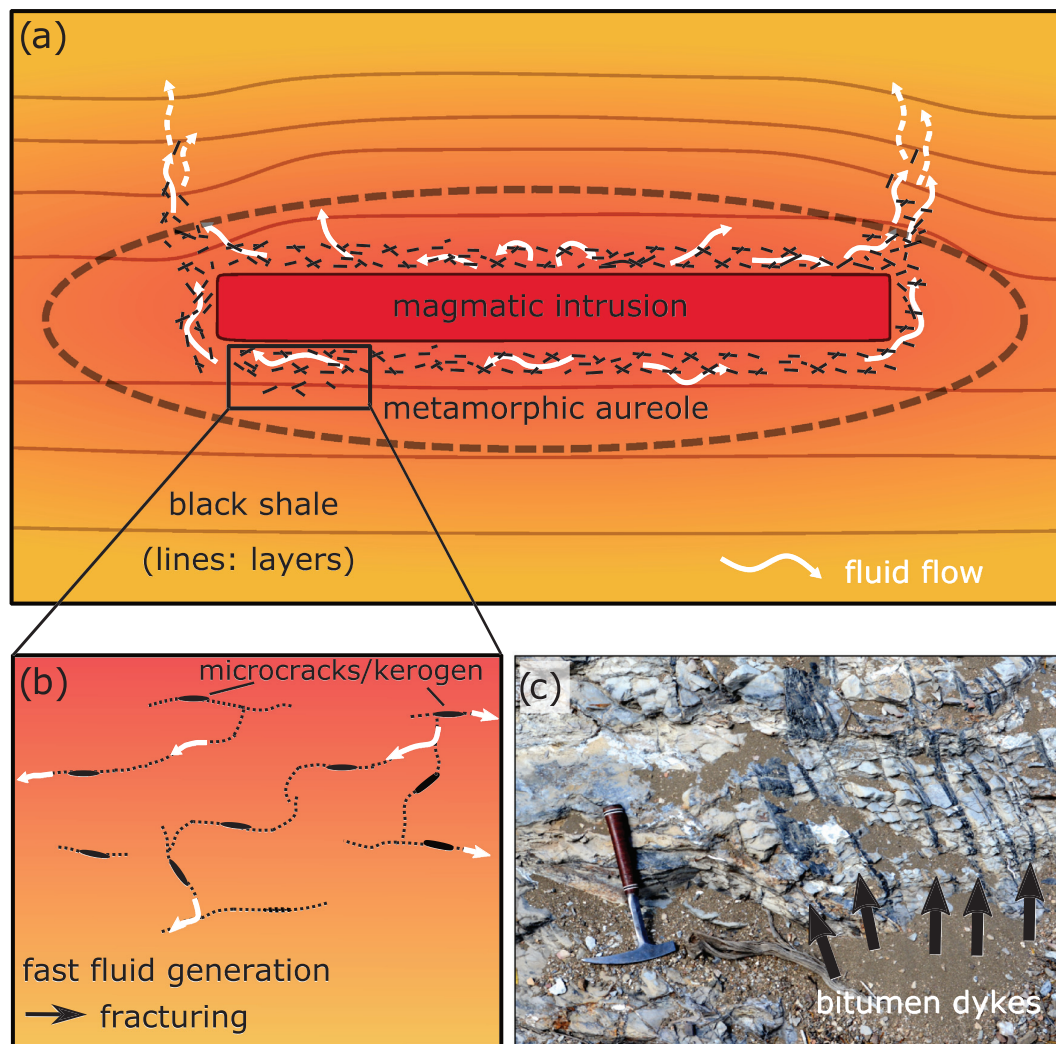 (a)
magmatic intrusion
metamorphic aureole
black shale
(lines: layers)
fluid flow
(b)
microcracks/kerogen
fast fluid generation
fracturing
(c)
bitumen dykes